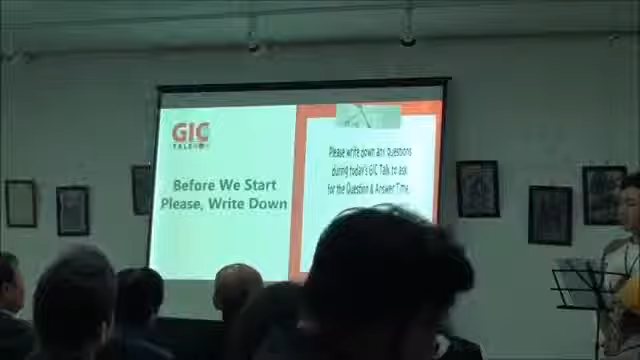 GIC
TALK
Before We Start
Please, Write Down
Please write down any questions
during today's GIC Talk to ask
for the Question & Answer Time.